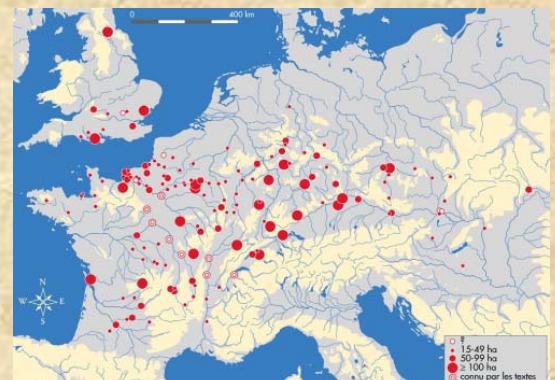 0 400 km
N
W E
S
?
15-49 ha
50-99 ha
≥ 100 ha
connu par les textes